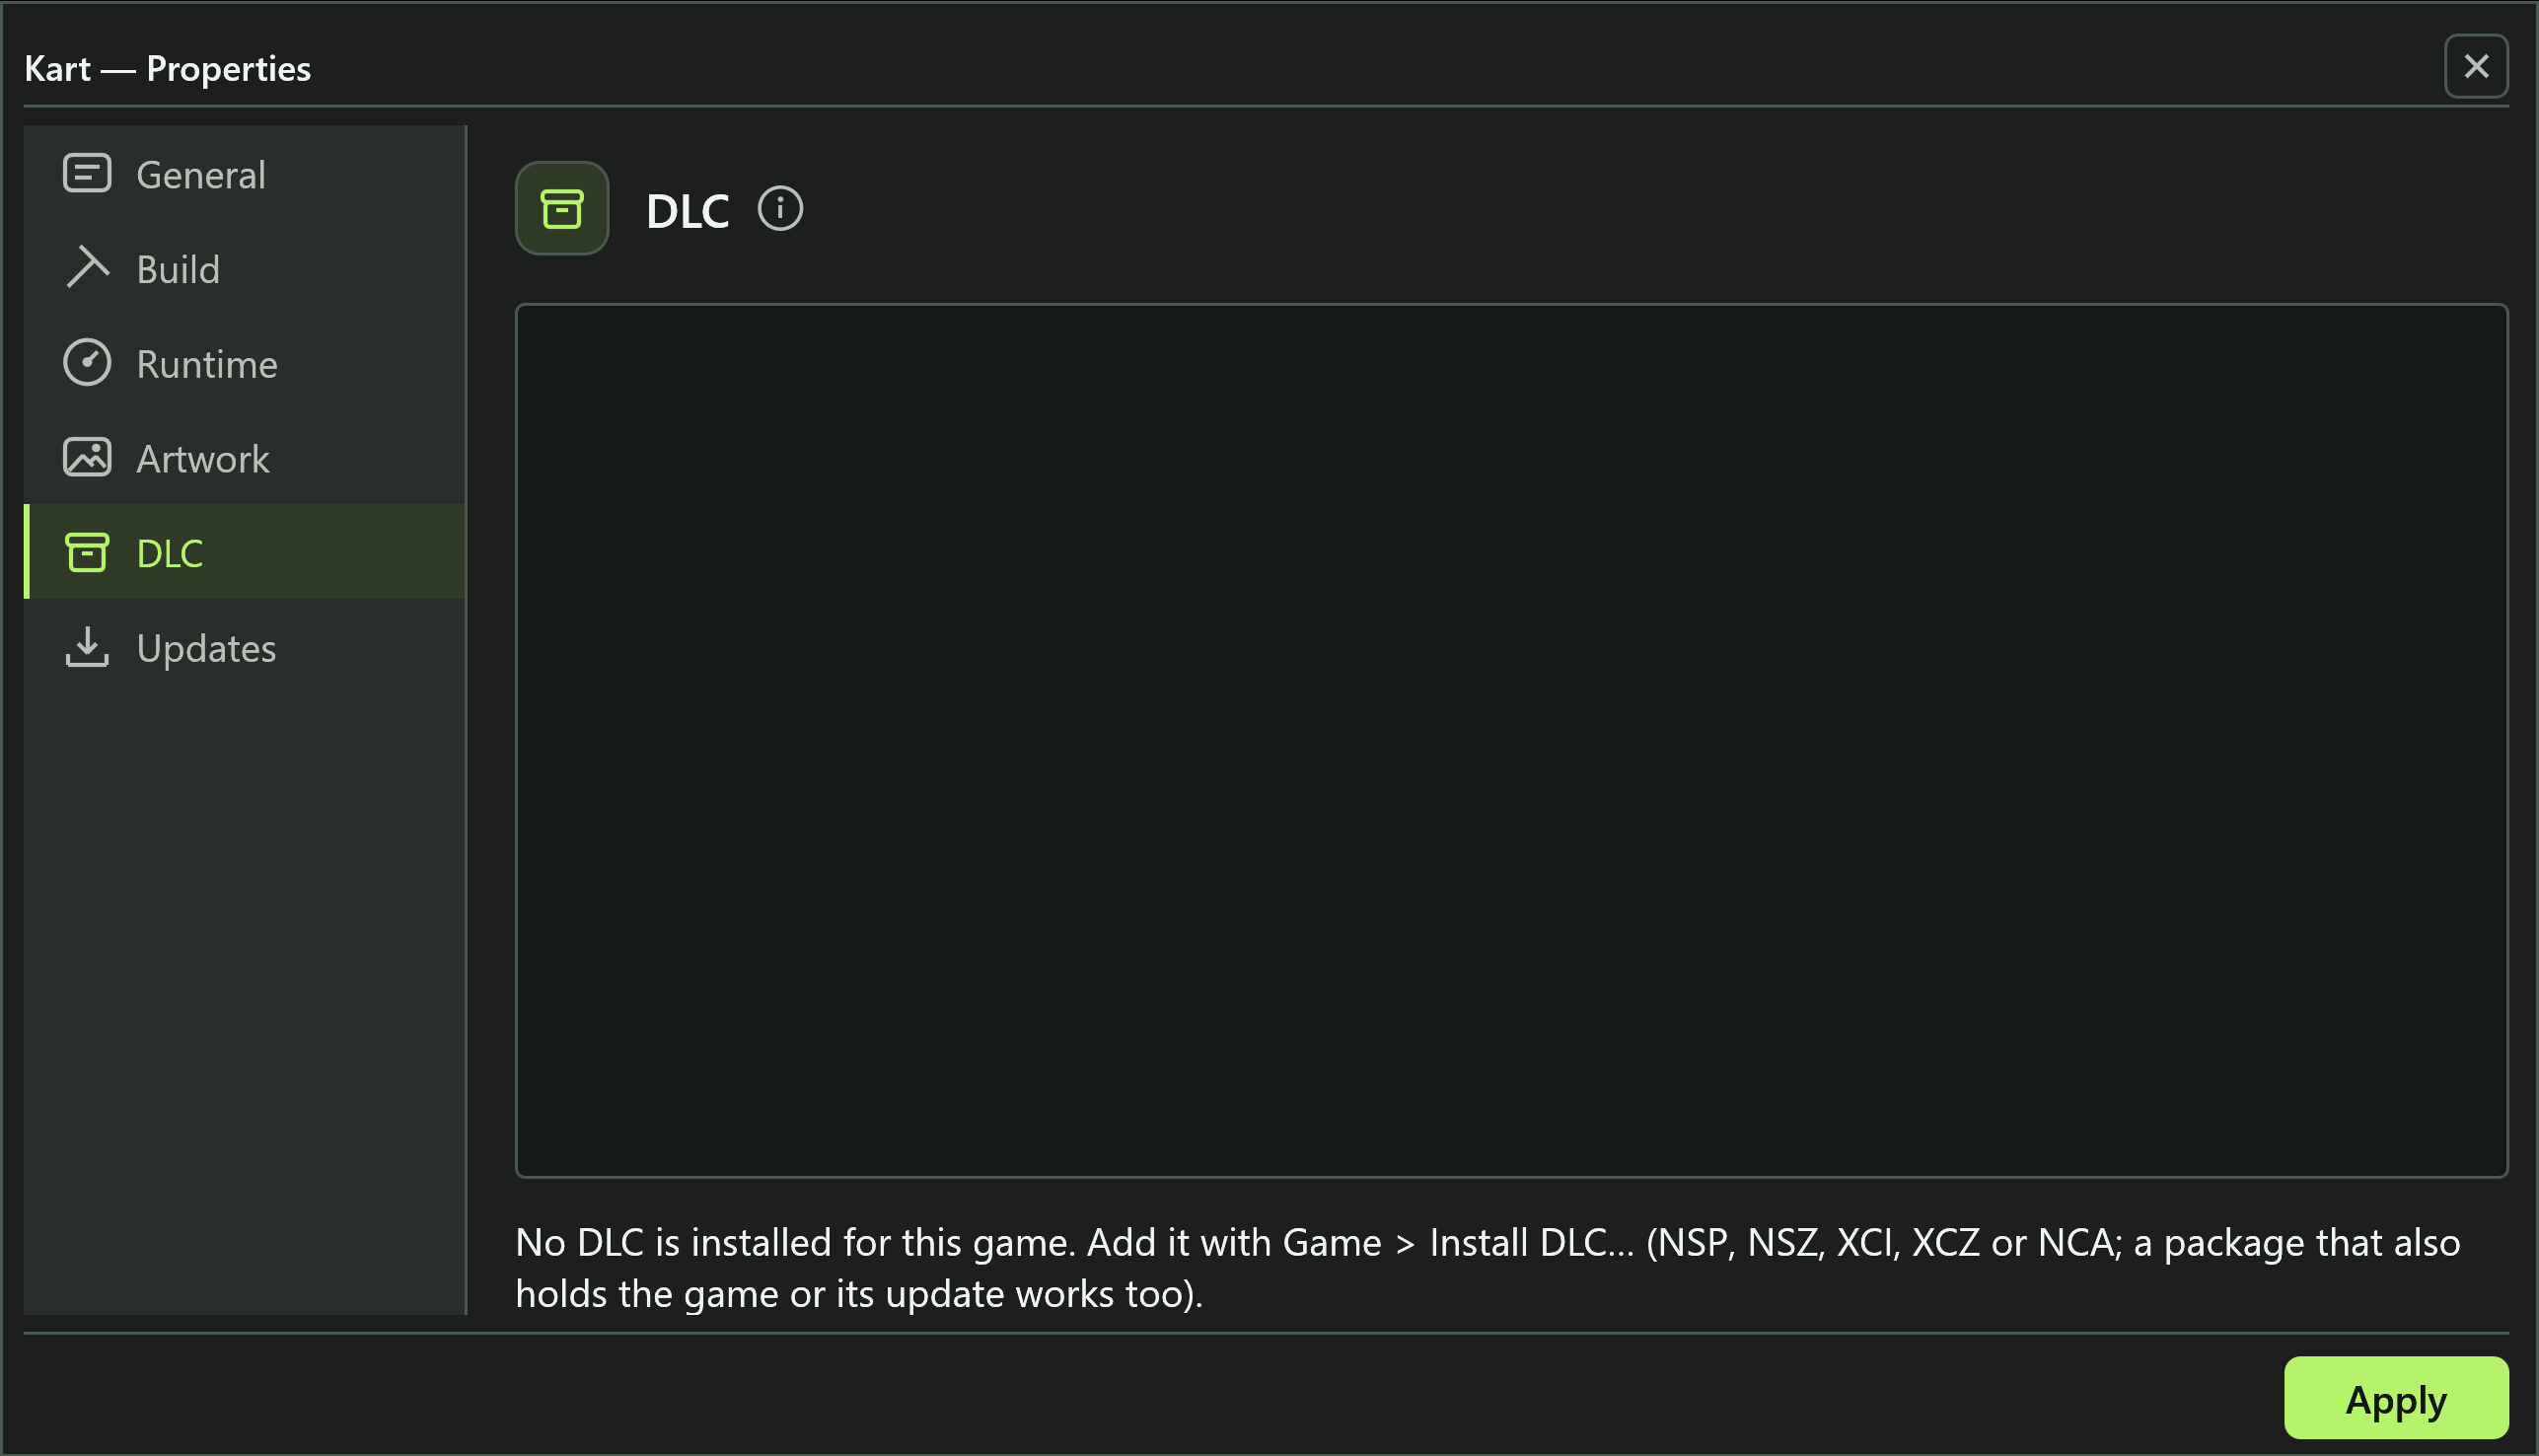 Kart — Properties
General
Build
Runtime
Artwork
DLC
Updates
DLC
No DLC is installed for this game. Add it with Game > Install DLC... (NSP, NSZ, XCI, XCZ or NCA; a package that also
holds the game or its update works too).
Apply